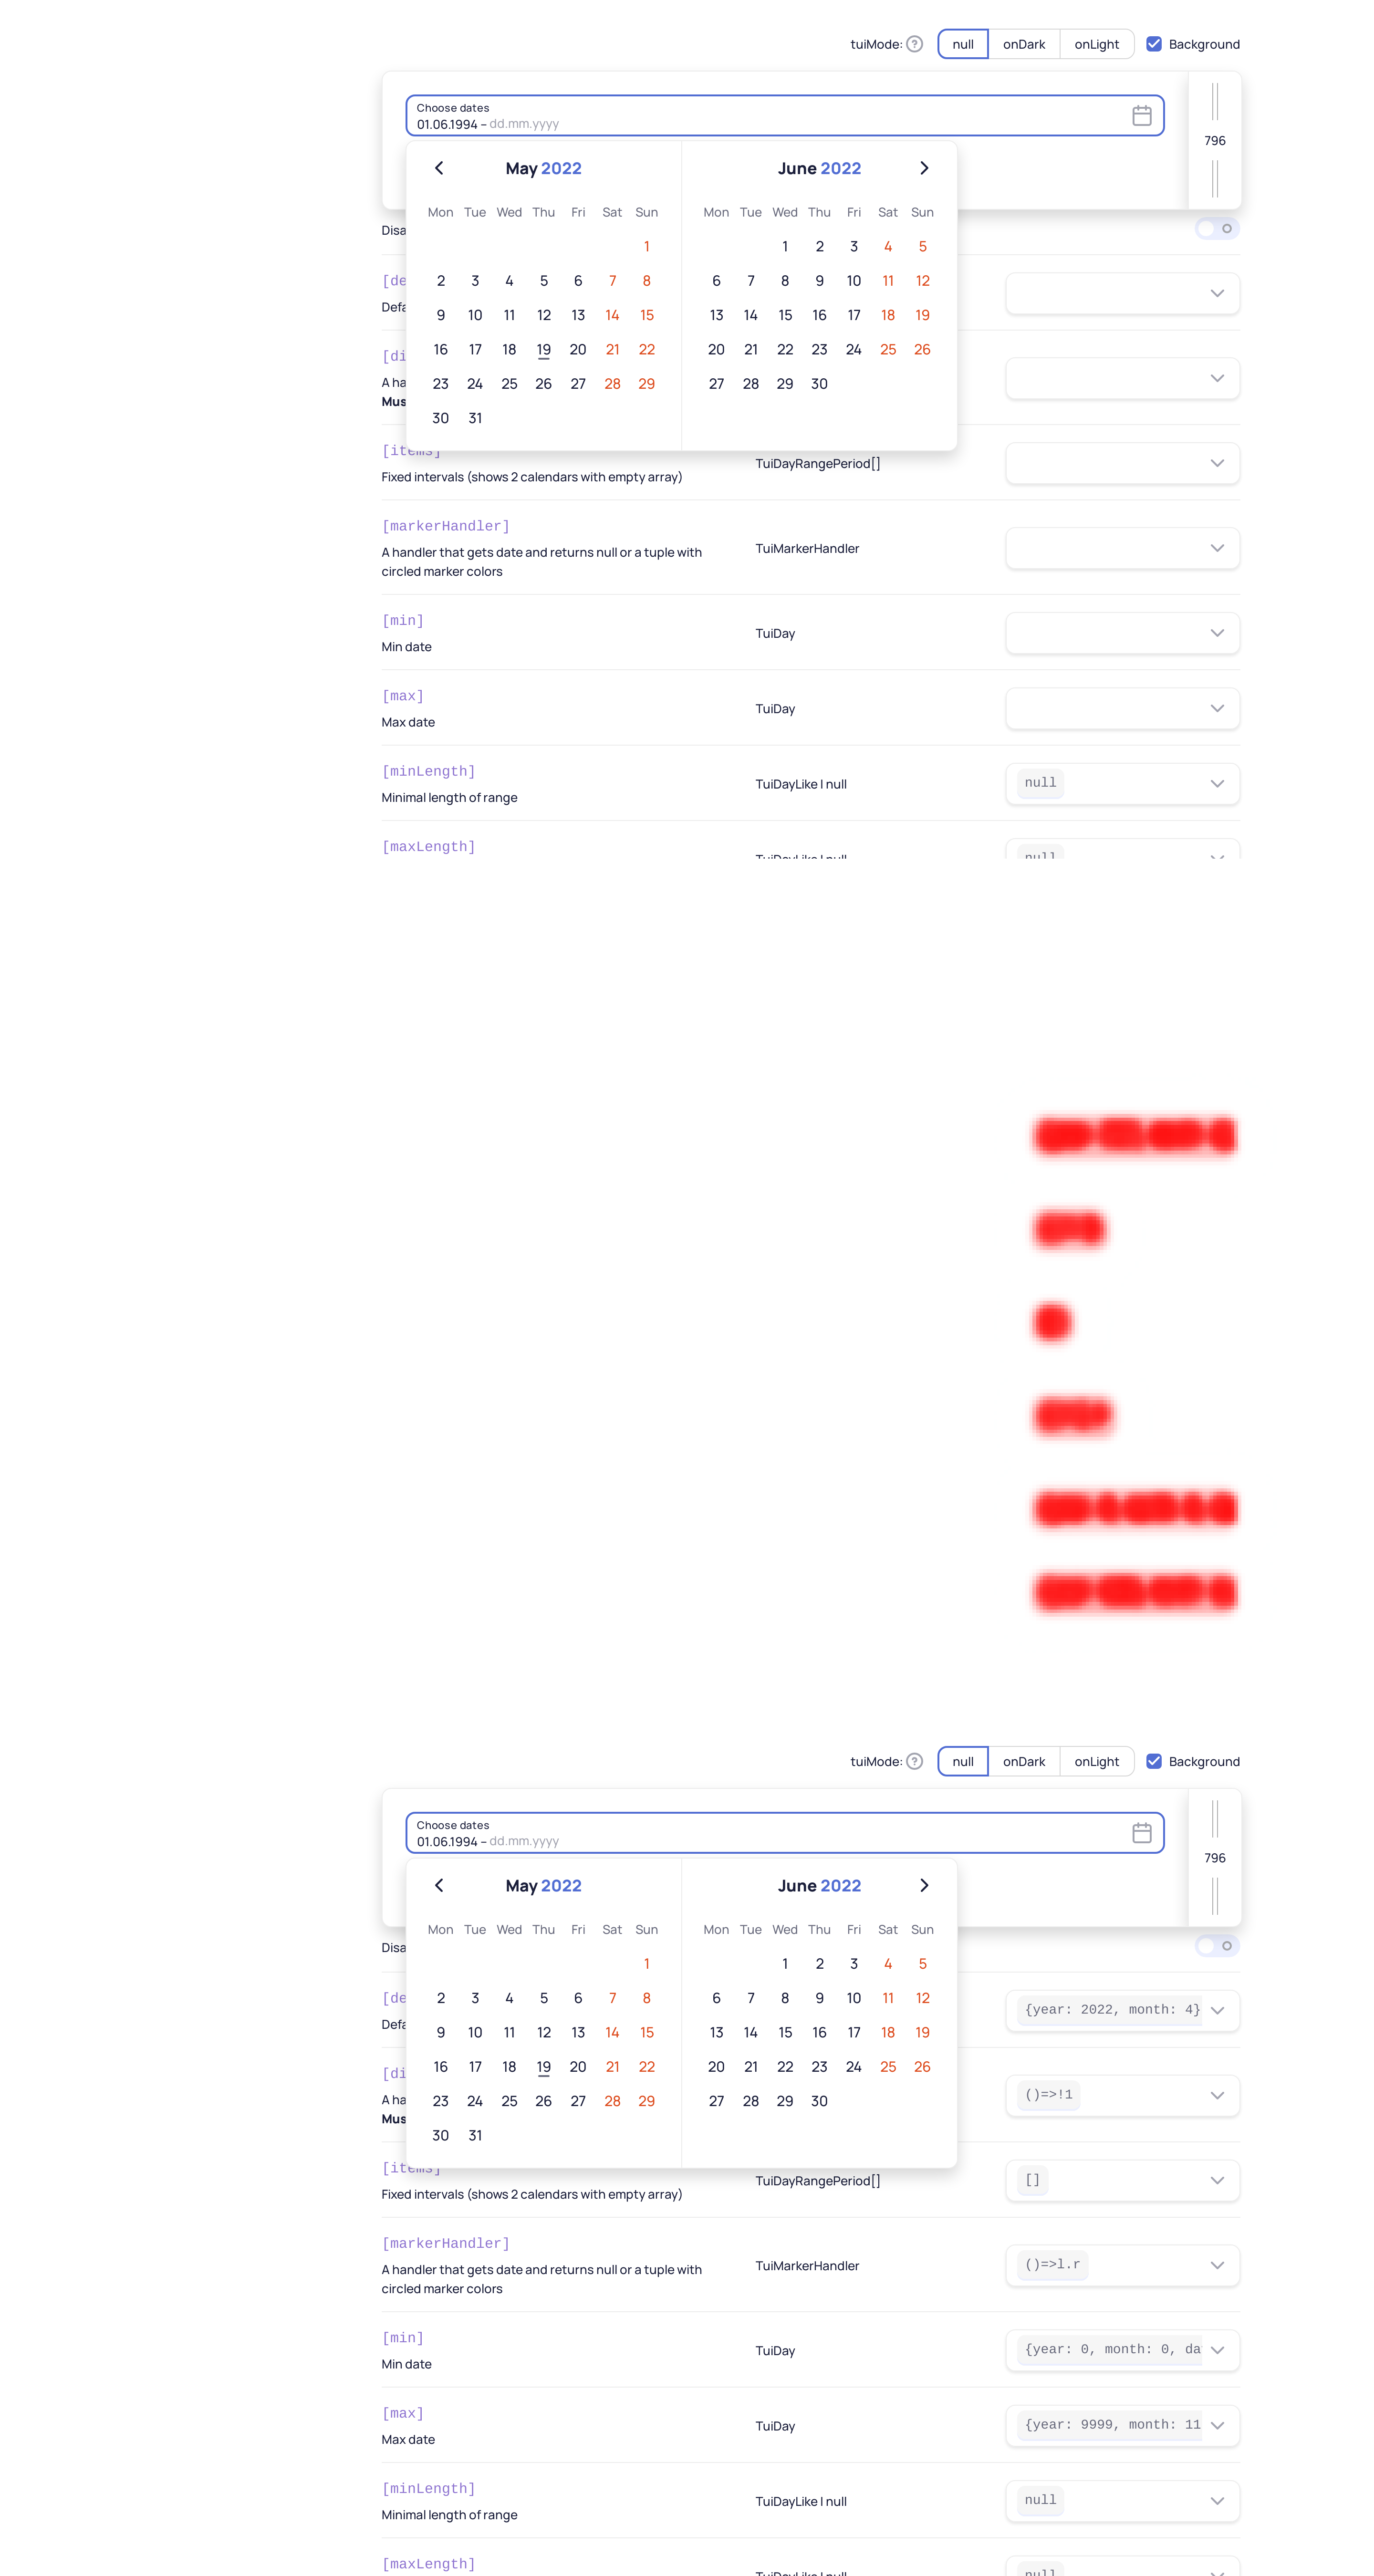 tuiMode: ? null onDark onLight Background
Choose dates
01.06.1994 – dd.mm.yyyy
796
May 2022 June 2022
Mon Tue Wed Thu Fri Sat Sun Mon Tue Wed Thu Fri Sat Sun
Disa
1 1 2 3 4 5
[de
2 3 4 5 6 7 8 6 7 8 9 10 11 12
Defa
9 10 11 12 13 14 15 13 14 15 16 17 18 19
16 17 18 19 20 21 22 20 21 22 23 24 25 26
[di
A ha
23 24 25 26 27 28 29 27 28 29 30
Mus
30 31
[items]
TuiDayRangePeriod[]
Fixed intervals (shows 2 calendars with empty array)
[markerHandler]
TuiMarkerHandler
A handler that gets date and returns null or a tuple with
circled marker colors
[min]
TuiDay
Min date
[max]
TuiDay
Max date
[minLength]
TuiDayLike | null null
Minimal length of range
[maxLength]
TuiDayLike | null null
tuiMode: ? null onDark onLight Background
Choose dates
01.06.1994 – dd.mm.yyyy
796
May 2022 June 2022
Mon Tue Wed Thu Fri Sat Sun Mon Tue Wed Thu Fri Sat Sun
Disa
1 1 2 3 4 5
[de
2 3 4 5 6 7 8 6 7 8 9 10 11 12
{year: 2022, month: 4}
Defa
9 10 11 12 13 14 15 13 14 15 16 17 18 19
16 17 18 19 20 21 22 20 21 22 23 24 25 26
[di
()=>!1
A ha
23 24 25 26 27 28 29 27 28 29 30
Mus
30 31
[items]
TuiDayRangePeriod[] []
Fixed intervals (shows 2 calendars with empty array)
[markerHandler]
TuiMarkerHandler ()=>l.r
A handler that gets date and returns null or a tuple with
circled marker colors
[min]
TuiDay {year: 0, month: 0, da
Min date
[max]
TuiDay {year: 9999, month: 11
Max date
[minLength]
TuiDayLike | null null
Minimal length of range
[maxLength]
TuiDayLike | null null